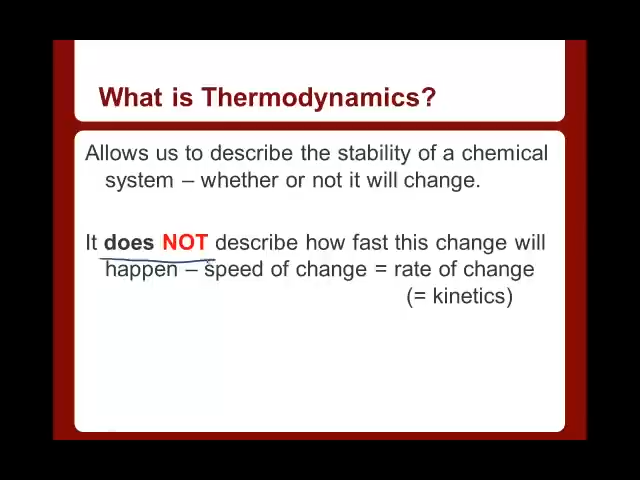 What is Thermodynamics?
Allows us to describe the stability of a chemical
system – whether or not it will change.
It does NOT describe how fast this change will
happen – speed of change = rate of change
(= kinetics)